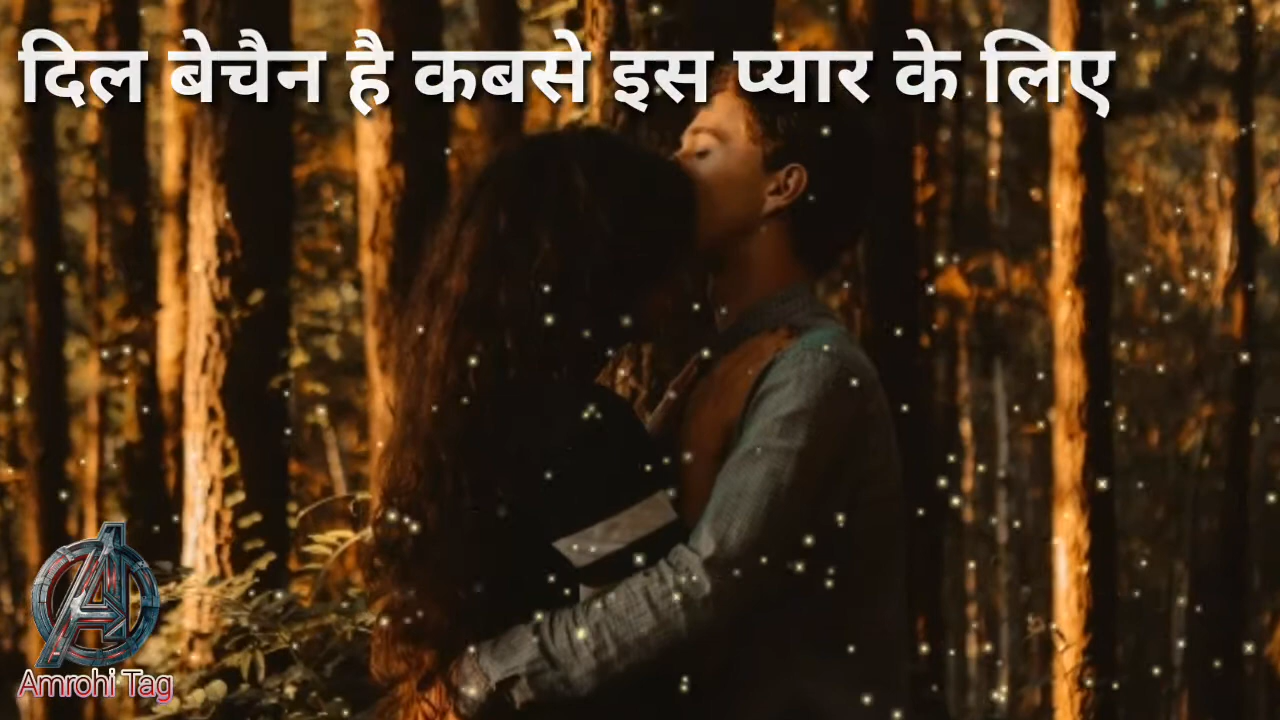 दिल बेचैन है कबसे इस प्यार के लिए
Amrohi Tag